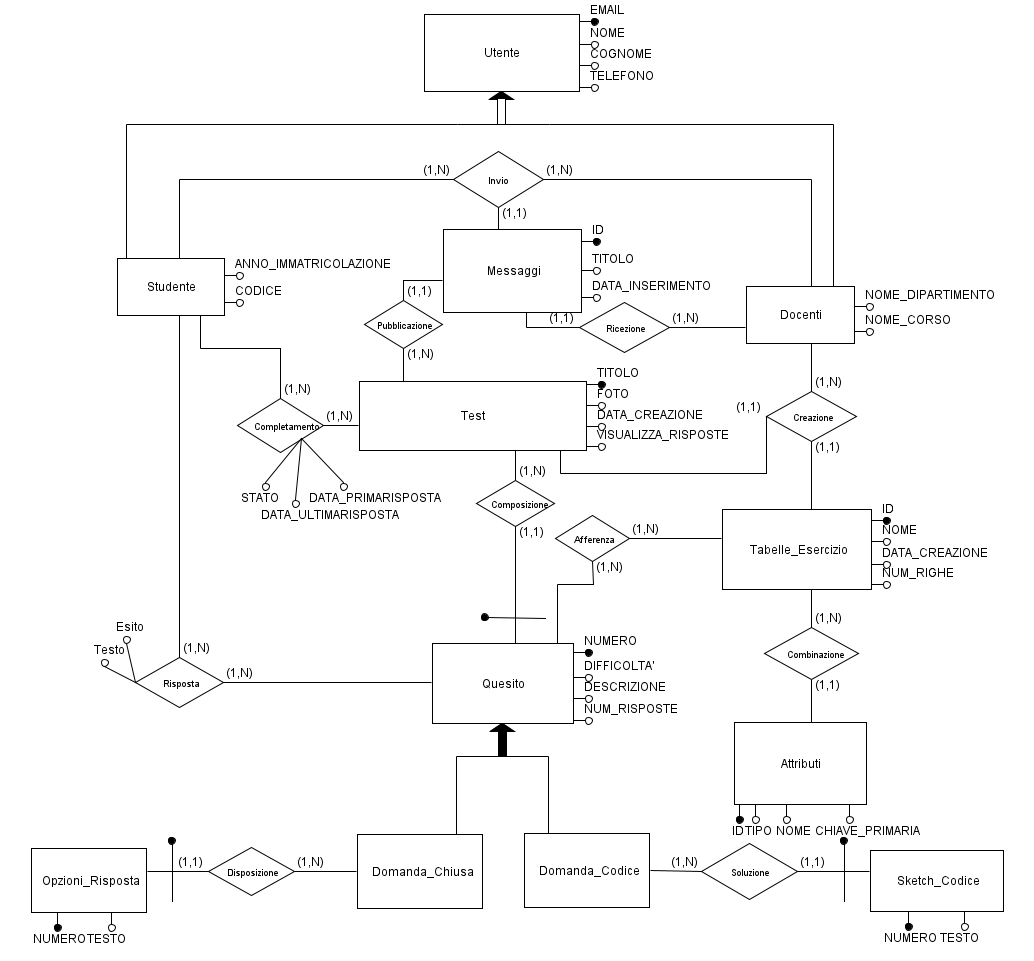 EMAIL
NOME
Utente
COGNOME
TELEFONO
(1,N)
(1,N)
Invio
(1,1)
ID
ANNO_IMMATRICOLAZIONE
TITOLO
Messaggi
Studente
CODICE
(1,1)
DATA_INSERIMENTO
NOME_DIPARTIMENTO
Docenti
NOME_CORSO
Pubblicazione
(1,1)
Ricezione
(1,N)
(1,N)
TITOLO
(1,N)
(1,N)
FOTO
(1,1)
Creazione
Completamento
(1,N)
Test
DATA_CREAZIONE
VISUALIZZA_RISPOSTE
(1,1)
(1,N)
STATO
DATA_PRIMARISPOSTA
DATA_ULTIMARISPOSTA
Composizione
(1,1)
Afferenza
(1,N)
(1,N)
ID
NOME
Tabelle_Esercizio
DATA_CREAZIONE
NUM_RIGHE
(1,N)
Esito
Testo
(1,N)
NUMERO
Combinazione
Risposta
(1,N)
Quesito
DIFFICOLTA'
DESCRIZIONE
NUM_RISPOSTE
(1,1)
Attributi
ID
TIPO
NOME
CHIAVE_PRIMARIA
Opzioni_Risposta
(1,1)
Disposizione
(1,N)
Domanda_Chiusa
Domanda_Codice
(1,N)
Soluzione
(1,1)
Sketch_Codice
NUMERO
TESTO
NUMERO
TESTO